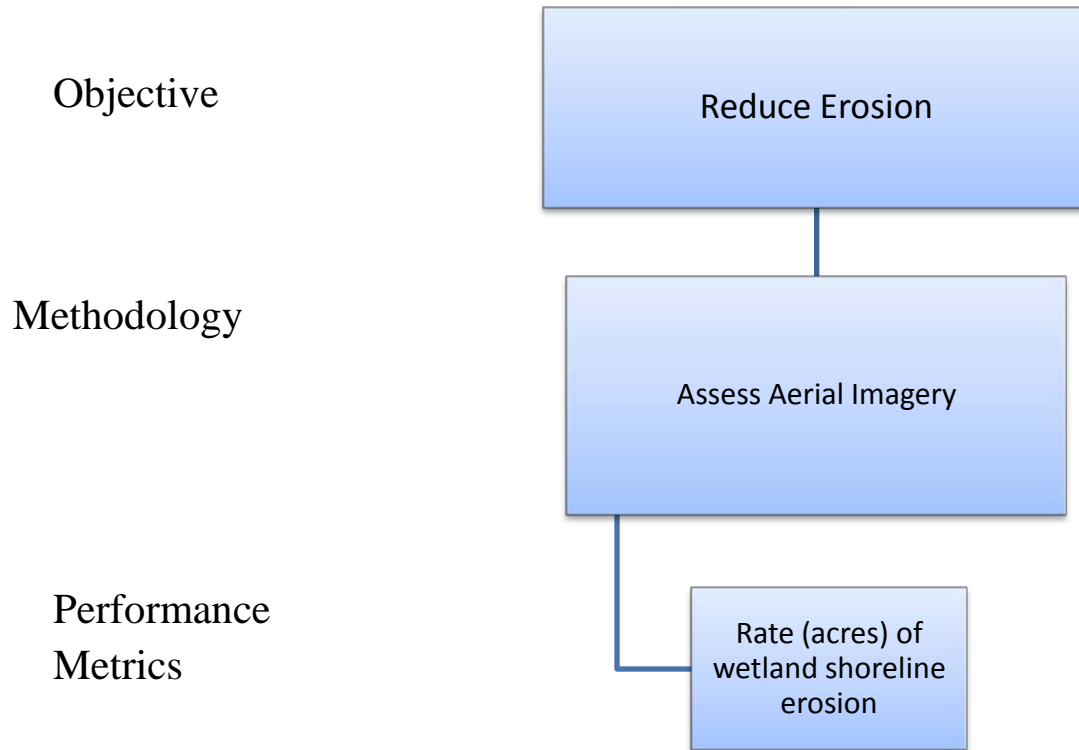 Objective
Reduce Erosion
Methodology
Assess Aerial Imagery
Performance
Metrics
Rate (acres) of
wetland shoreline
erosion